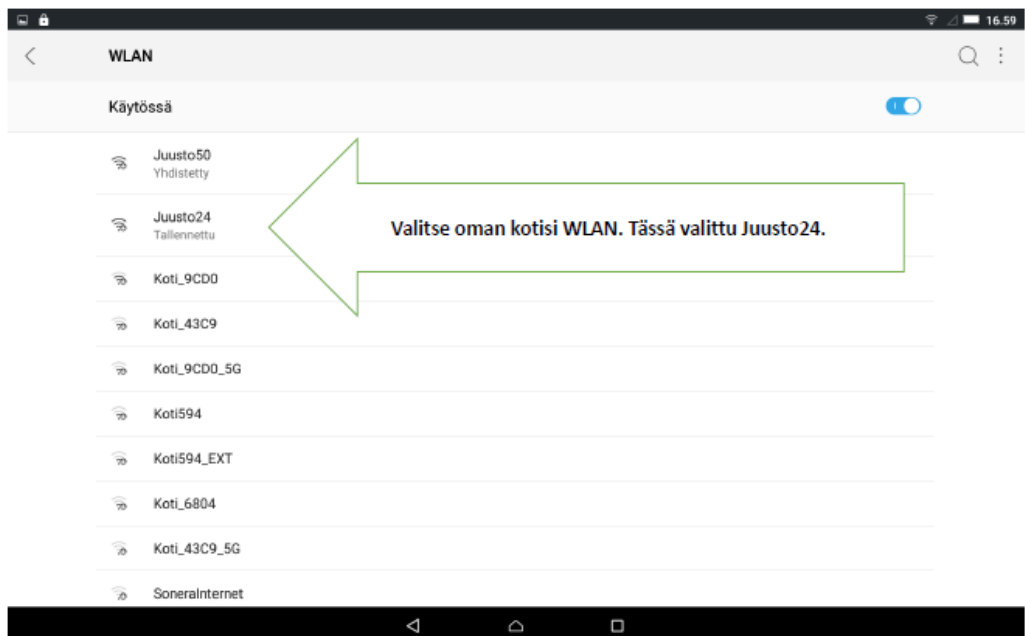 16.59
WLAN
Käytössä
Juusto50
Yhdistetty
Juusto24
Tallennettu
Valitse oman kotisi WLAN. Tässä valittu Juusto24.
Koti_9CD0
Koti_43C9
Koti_9CD0_5G
Koti594
Koti594_EXT
Koti_6804
Koti_43C9_5G
SoneraInternet